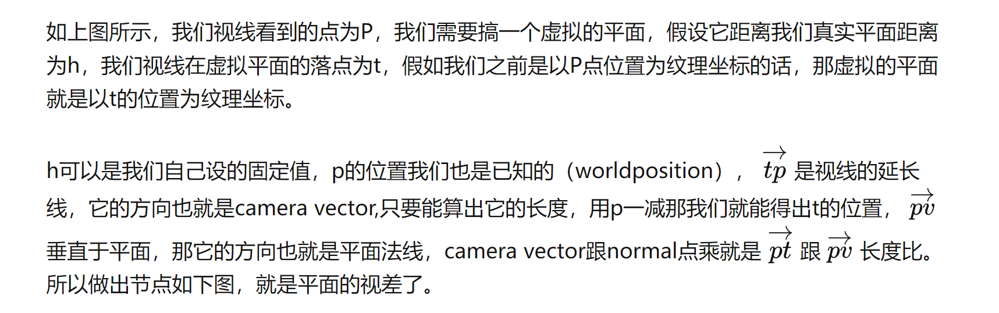 如上图所示，我们视线看到的点为P，我们需要搞一个虚拟的平面，假设它距离我们真实平面距离
为h，我们视线在虚拟平面的落点为t，假如我们之前是以P点位置为纹理坐标的话，那虚拟的平面
就是以t的位置为纹理坐标。
h可以是我们自己设的固定值，p的位置我们也是已知的（worldposition）， $\overrightarrow{tp}$ 是视线的延长
线，它的方向也就是camera vector,只要能算出它的长度，用p一减那我们就能得出t的位置， $\overrightarrow{pv}$
垂直于平面，那它的方向也就是平面法线，camera vector跟normal点乘就是 $\overrightarrow{pt}$ 跟 $\overrightarrow{pv}$ 长度比。
所以做出节点如下图，就是平面的视差了。